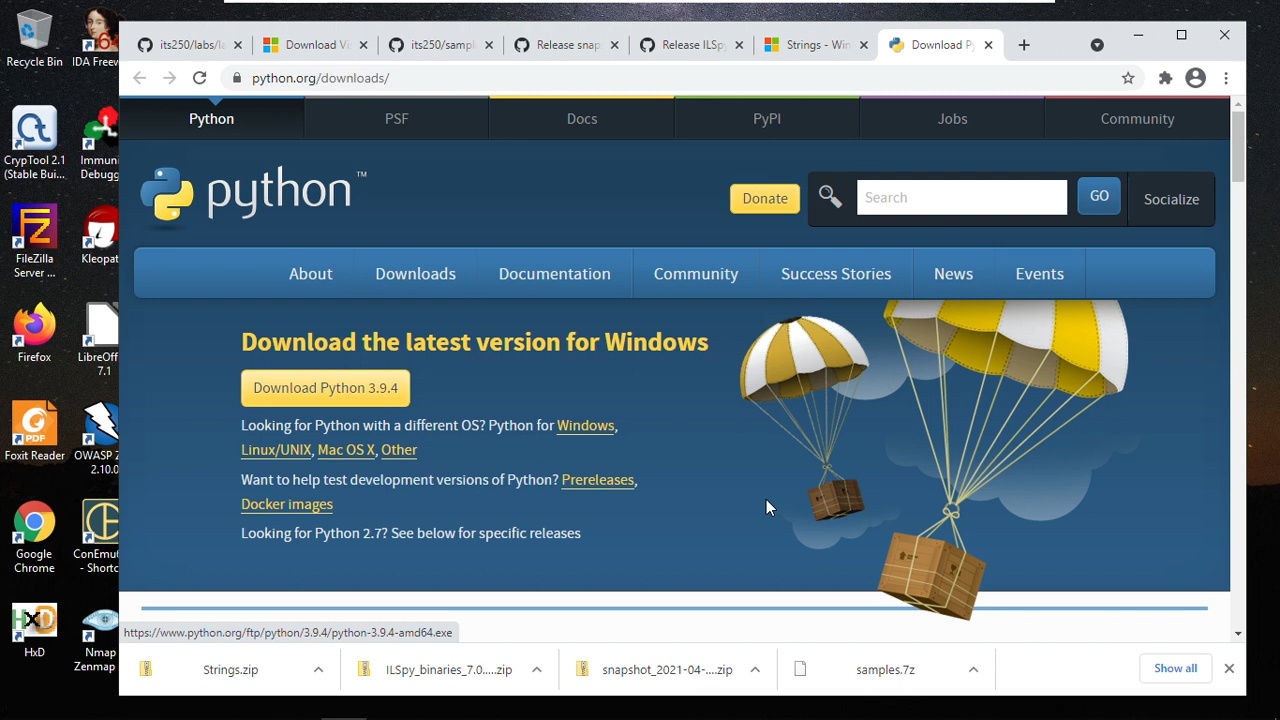 Recycle Bin
IDA Freew
CrypTool 2.1
(Stable Bui...
Immuni
Debugg
FileZilla
Server ...
Kleopat
Firefox
LibreOff
7.1
Foxit Reader
OWASP Z
2.10.0
Google
Chrome
ConEmu
- Shortc
HxD
Nmap
Zenmap
its250/labs/la
Download Vi
its250/sampl
Release snap
Release ILSpy
Strings - Win
Download Py
python.org/downloads/
Python
PSF
Docs
PyPI
Jobs
Community
python™
Donate
Search
GO
Socialize
About
Downloads
Documentation
Community
Success Stories
News
Events
Download the latest version for Windows
Download Python 3.9.4
Looking for Python with a different OS? Python for Windows,
Linux/UNIX, Mac OS X, Other
Want to help test development versions of Python? Prereleases,
Docker images
Looking for Python 2.7? See below for specific releases
https://www.python.org/ftp/python/3.9.4/python-3.9.4-amd64.exe
Strings.zip
ILSpy_binaries_7.0.....zip
snapshot_2021-04-....zip
samples.7z
Show all